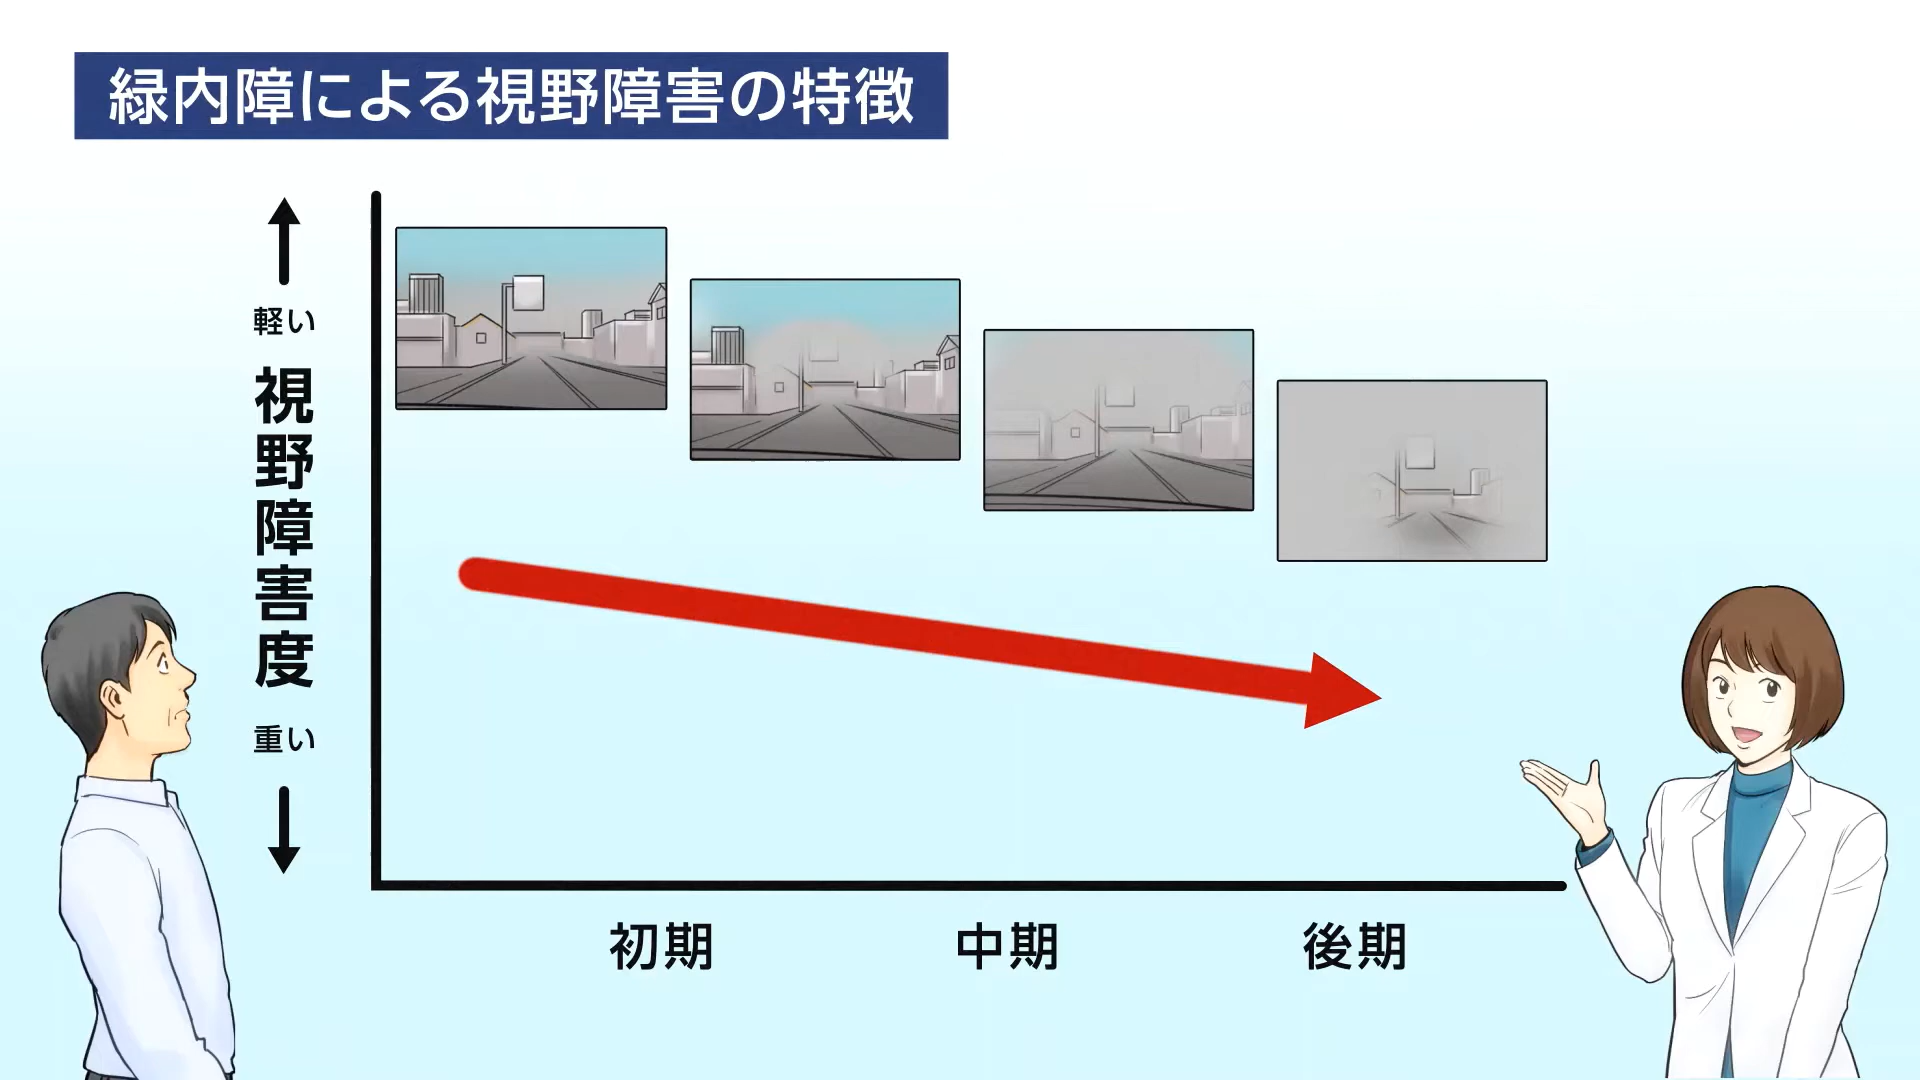 緑内障による視野障害の特徴
軽い
視野障害度
重い
初期
中期
後期